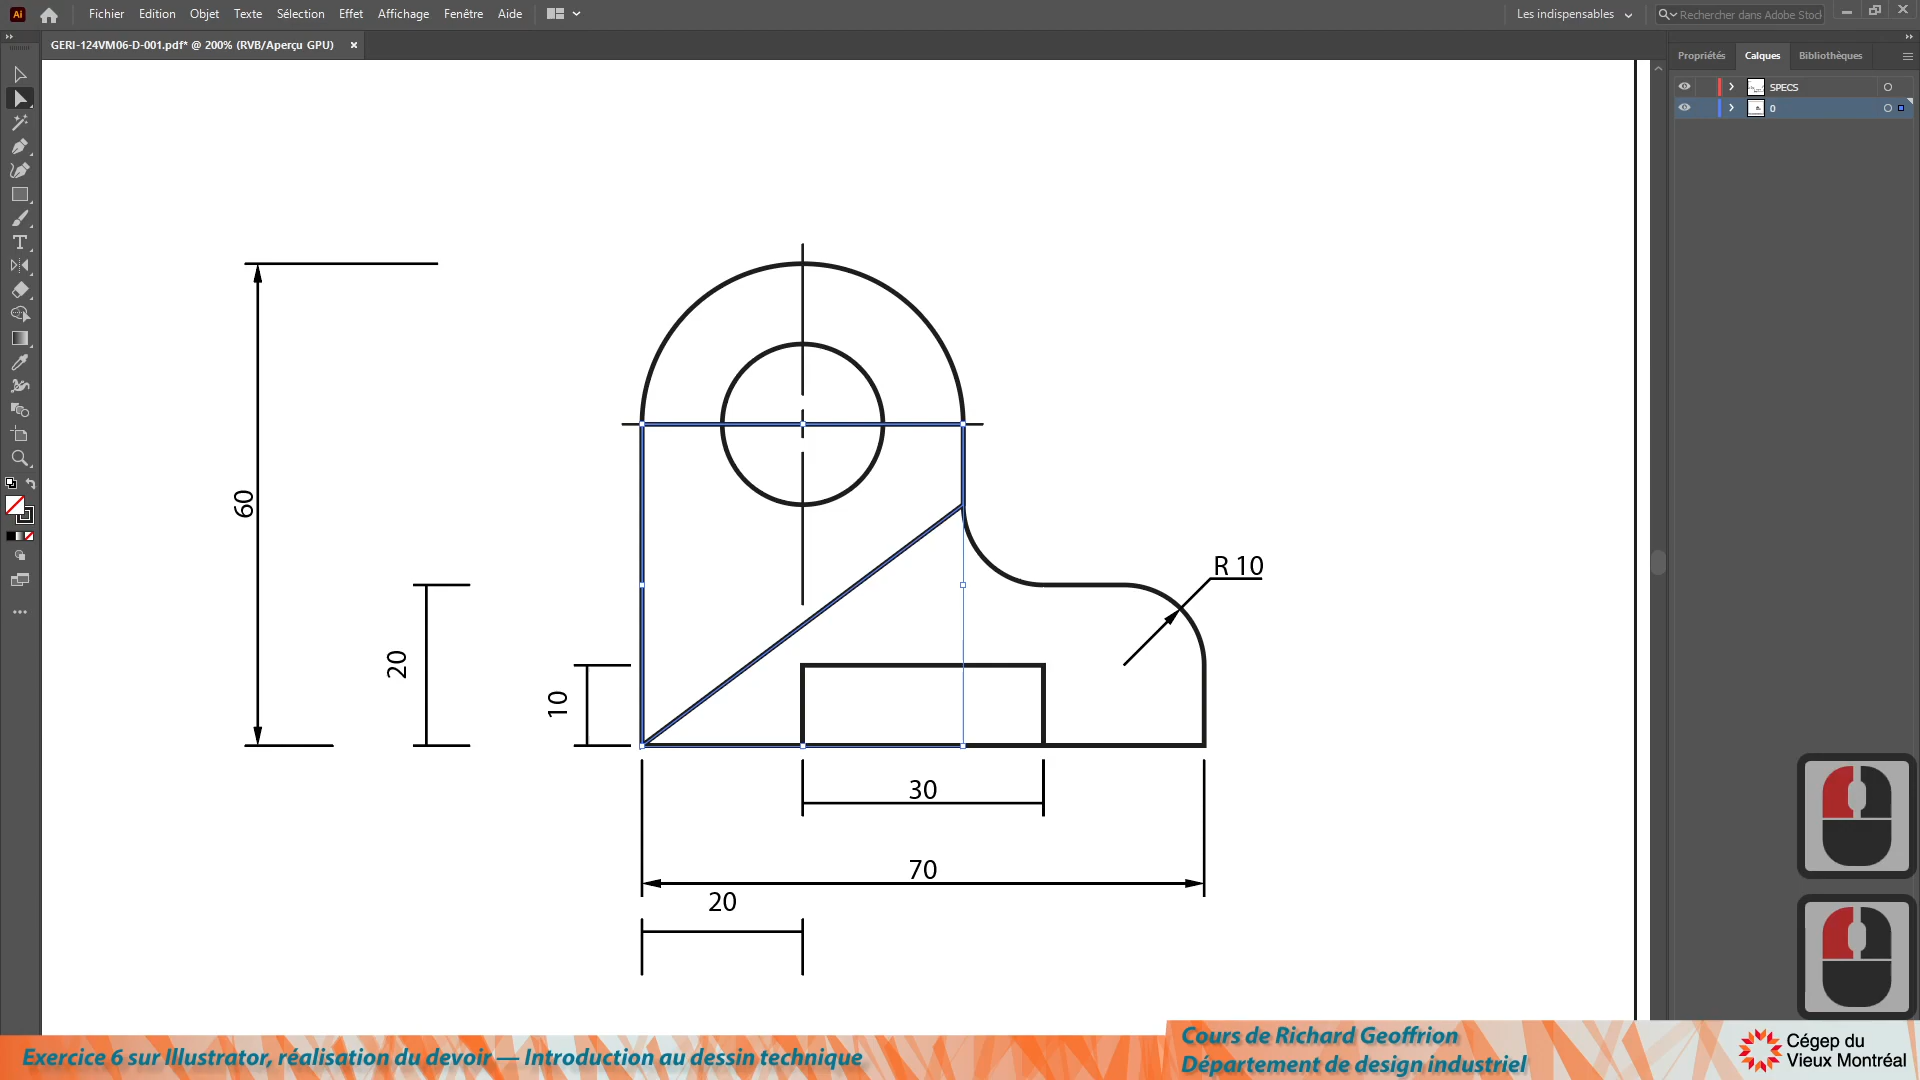 Ai
Fichier Edition Objet Texte Sélection Effet Affichage Fenêtre Aide
Les indispensables
Rechercher dans Adobe Stock
GERI-124VM06-D-001.pdf* @ 200% (RVB/Aperçu GPU)
Propriétés Calques Bibliothèques
SPECS
0
60
R 10
20
10
30
70
20
Exercice 6 sur Illustrator, réalisation du devoir — Introduction au dessin technique
Cours de Richard Geoffrion
Département de design industriel
Cégep du
Vieux Montréal